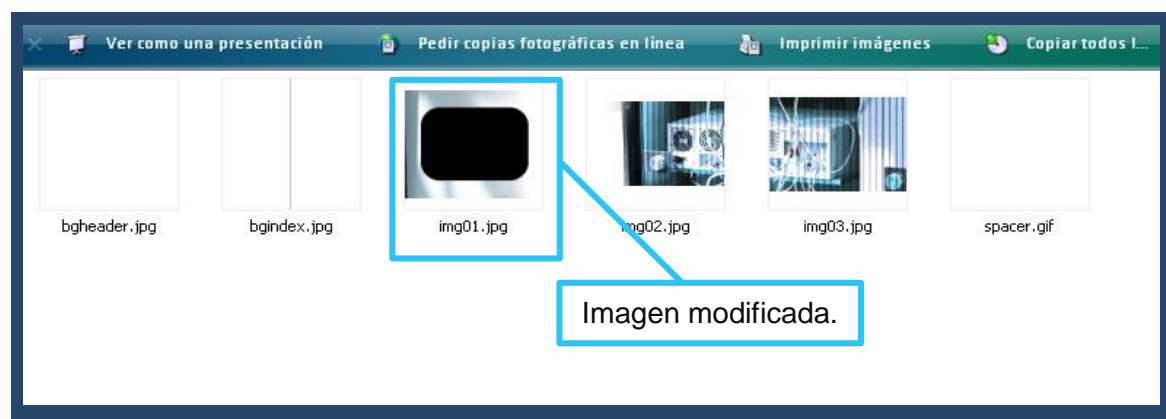 Ver como una presentación Pedir copias fotográficas en línea Imprimir imágenes Copiar todos l...
bgheader.jpg bgindex.jpg img01.jpg img02.jpg img03.jpg spacer.gif
Imagen modificada.